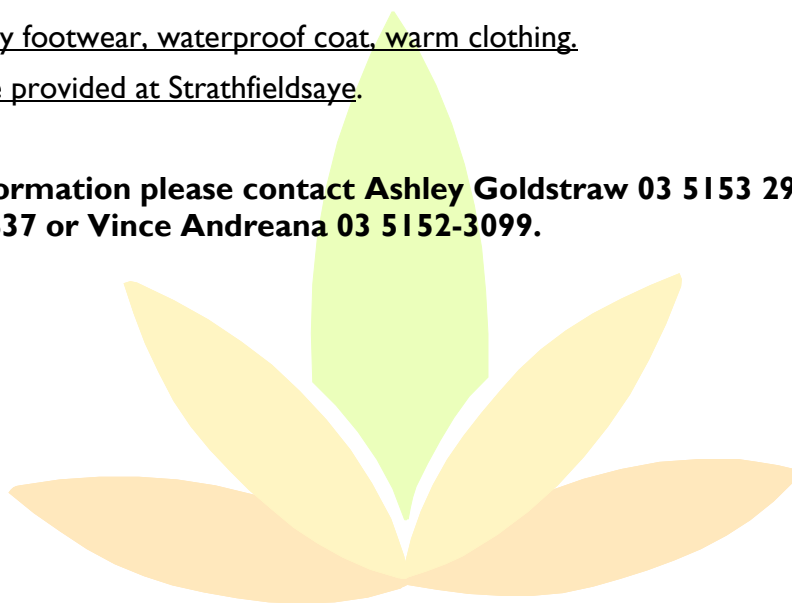 y footwear, waterproof coat, warm clothing.
provided at Strathfieldsaye.
ormation please contact Ashley Goldstraw 03 5153 29
37 or Vince Andreana 03 5152-3099.